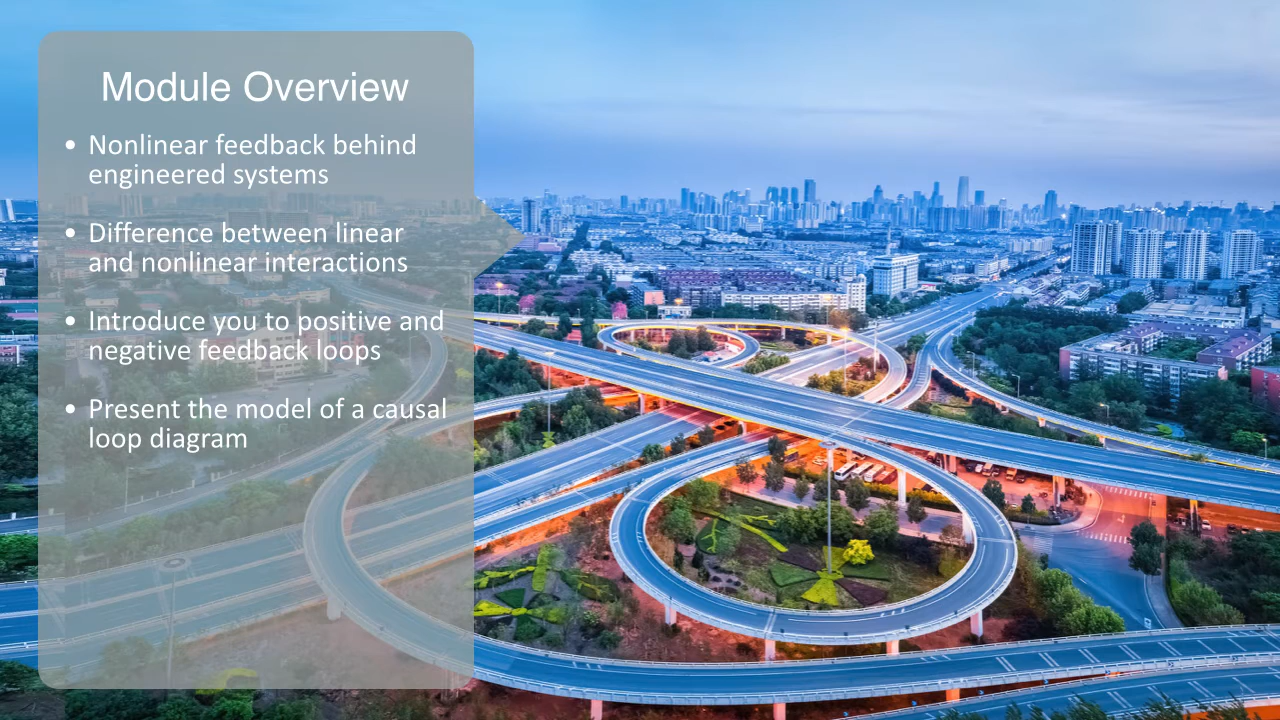 Module Overview
• Nonlinear feedback behind
engineered systems
• Difference between linear
and nonlinear interactions
• Introduce you to positive and
negative feedback loops
• Present the model of a causal
loop diagram